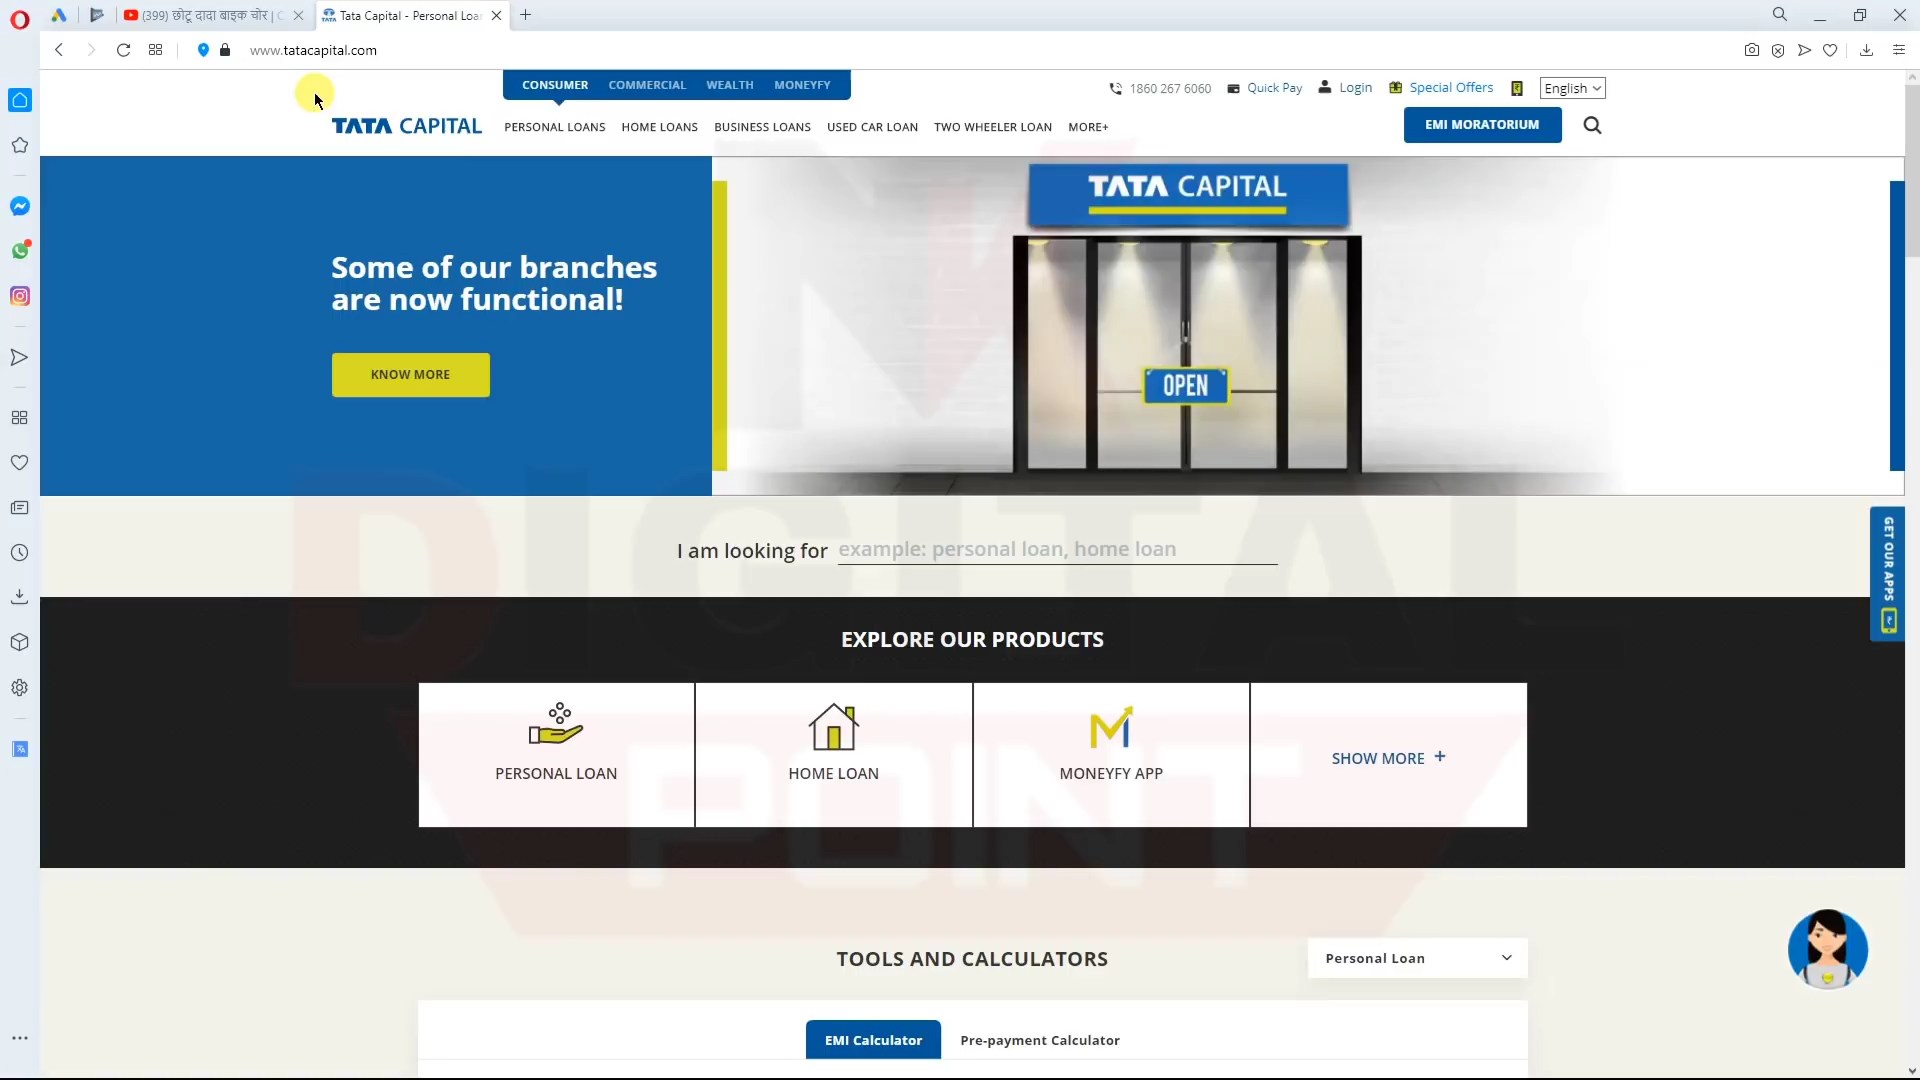 (399) छोटू दादा बाइक चोर | C
Tata Capital - Personal Loa
www.tatacapital.com
CONSUMER COMMERCIAL WEALTH MONEYFY
1860 267 6060 Quick Pay Login Special Offers English
TATA CAPITAL PERSONAL LOANS HOME LOANS BUSINESS LOANS USED CAR LOAN TWO WHEELER LOAN MORE+ EMI MORATORIUM
TATA CAPITAL
Some of our branches
are now functional!
KNOW MORE
OPEN
GET OUR APPS
I am looking for example: personal loan, home loan
EXPLORE OUR PRODUCTS
PERSONAL LOAN HOME LOAN MONEYFY APP SHOW MORE +
TOOLS AND CALCULATORS Personal Loan
EMI Calculator Pre-payment Calculator
DIGITAL
POINT